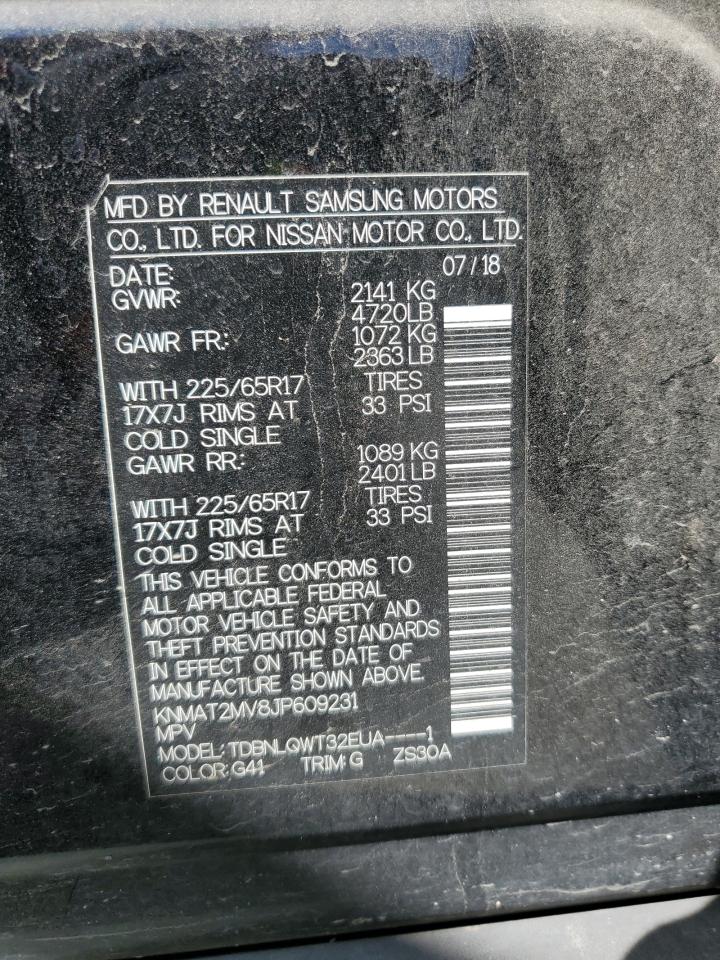 MFD BY RENAULT SAMSUNG MOTORS
CO., LTD. FOR NISSAN MOTOR CO., LTD.
DATE: 07/18
GVWR: 2141 KG
4720LB
GAWR FR: 1072 KG
2363LB
WITH 225/65R17 TIRES
17X7J RIMS AT 33 PSI
COLD SINGLE
GAWR RR: 1089 KG
2401LB
WITH 225/65R17 TIRES
17X7J RIMS AT 33 PSI
COLD SINGLE
THIS VEHICLE CONFORMS TO
ALL APPLICABLE FEDERAL
MOTOR VEHICLE SAFETY AND
THEFT PREVENTION STANDARDS
IN EFFECT ON THE DATE OF
MANUFACTURE SHOWN ABOVE.
KNMAT2MV8JP609231
MPV
MODEL: TDBNLQWT32EUA----1
COLOR: G41 TRIM: G ZS30A